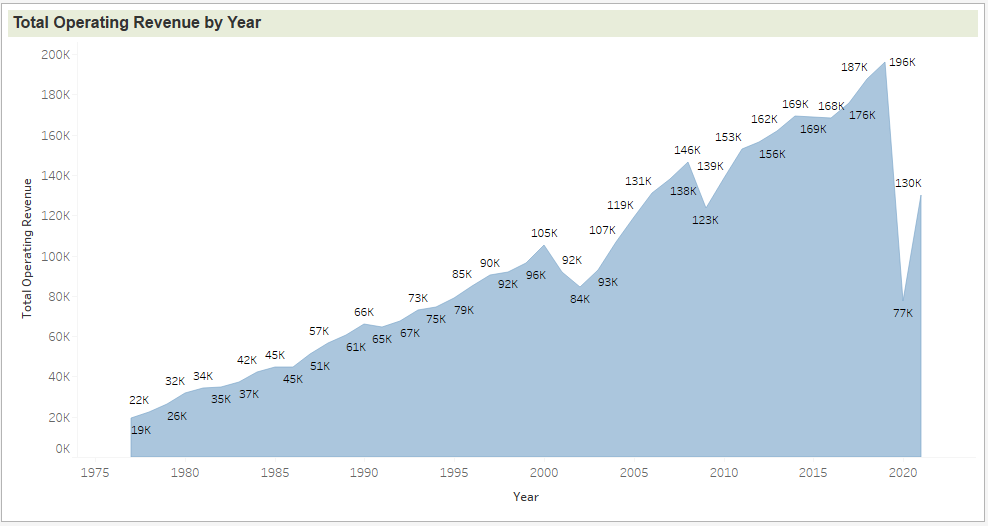 Total Operating Revenue by Year
200K
180K
160K
140K
120K
100K
80K
60K
40K
20K
0K
Total Operating Revenue
19K
22K
26K
32K
34K
35K
37K
42K
45K
45K
51K
57K
61K
66K
65K
67K
73K
75K
79K
85K
90K
92K
96K
105K
92K
84K
93K
107K
119K
131K
138K
146K
123K
139K
153K
156K
162K
169K
169K
168K
176K
187K
196K
77K
130K
1975
1980
1985
1990
1995
2000
2005
2010
2015
2020
Year